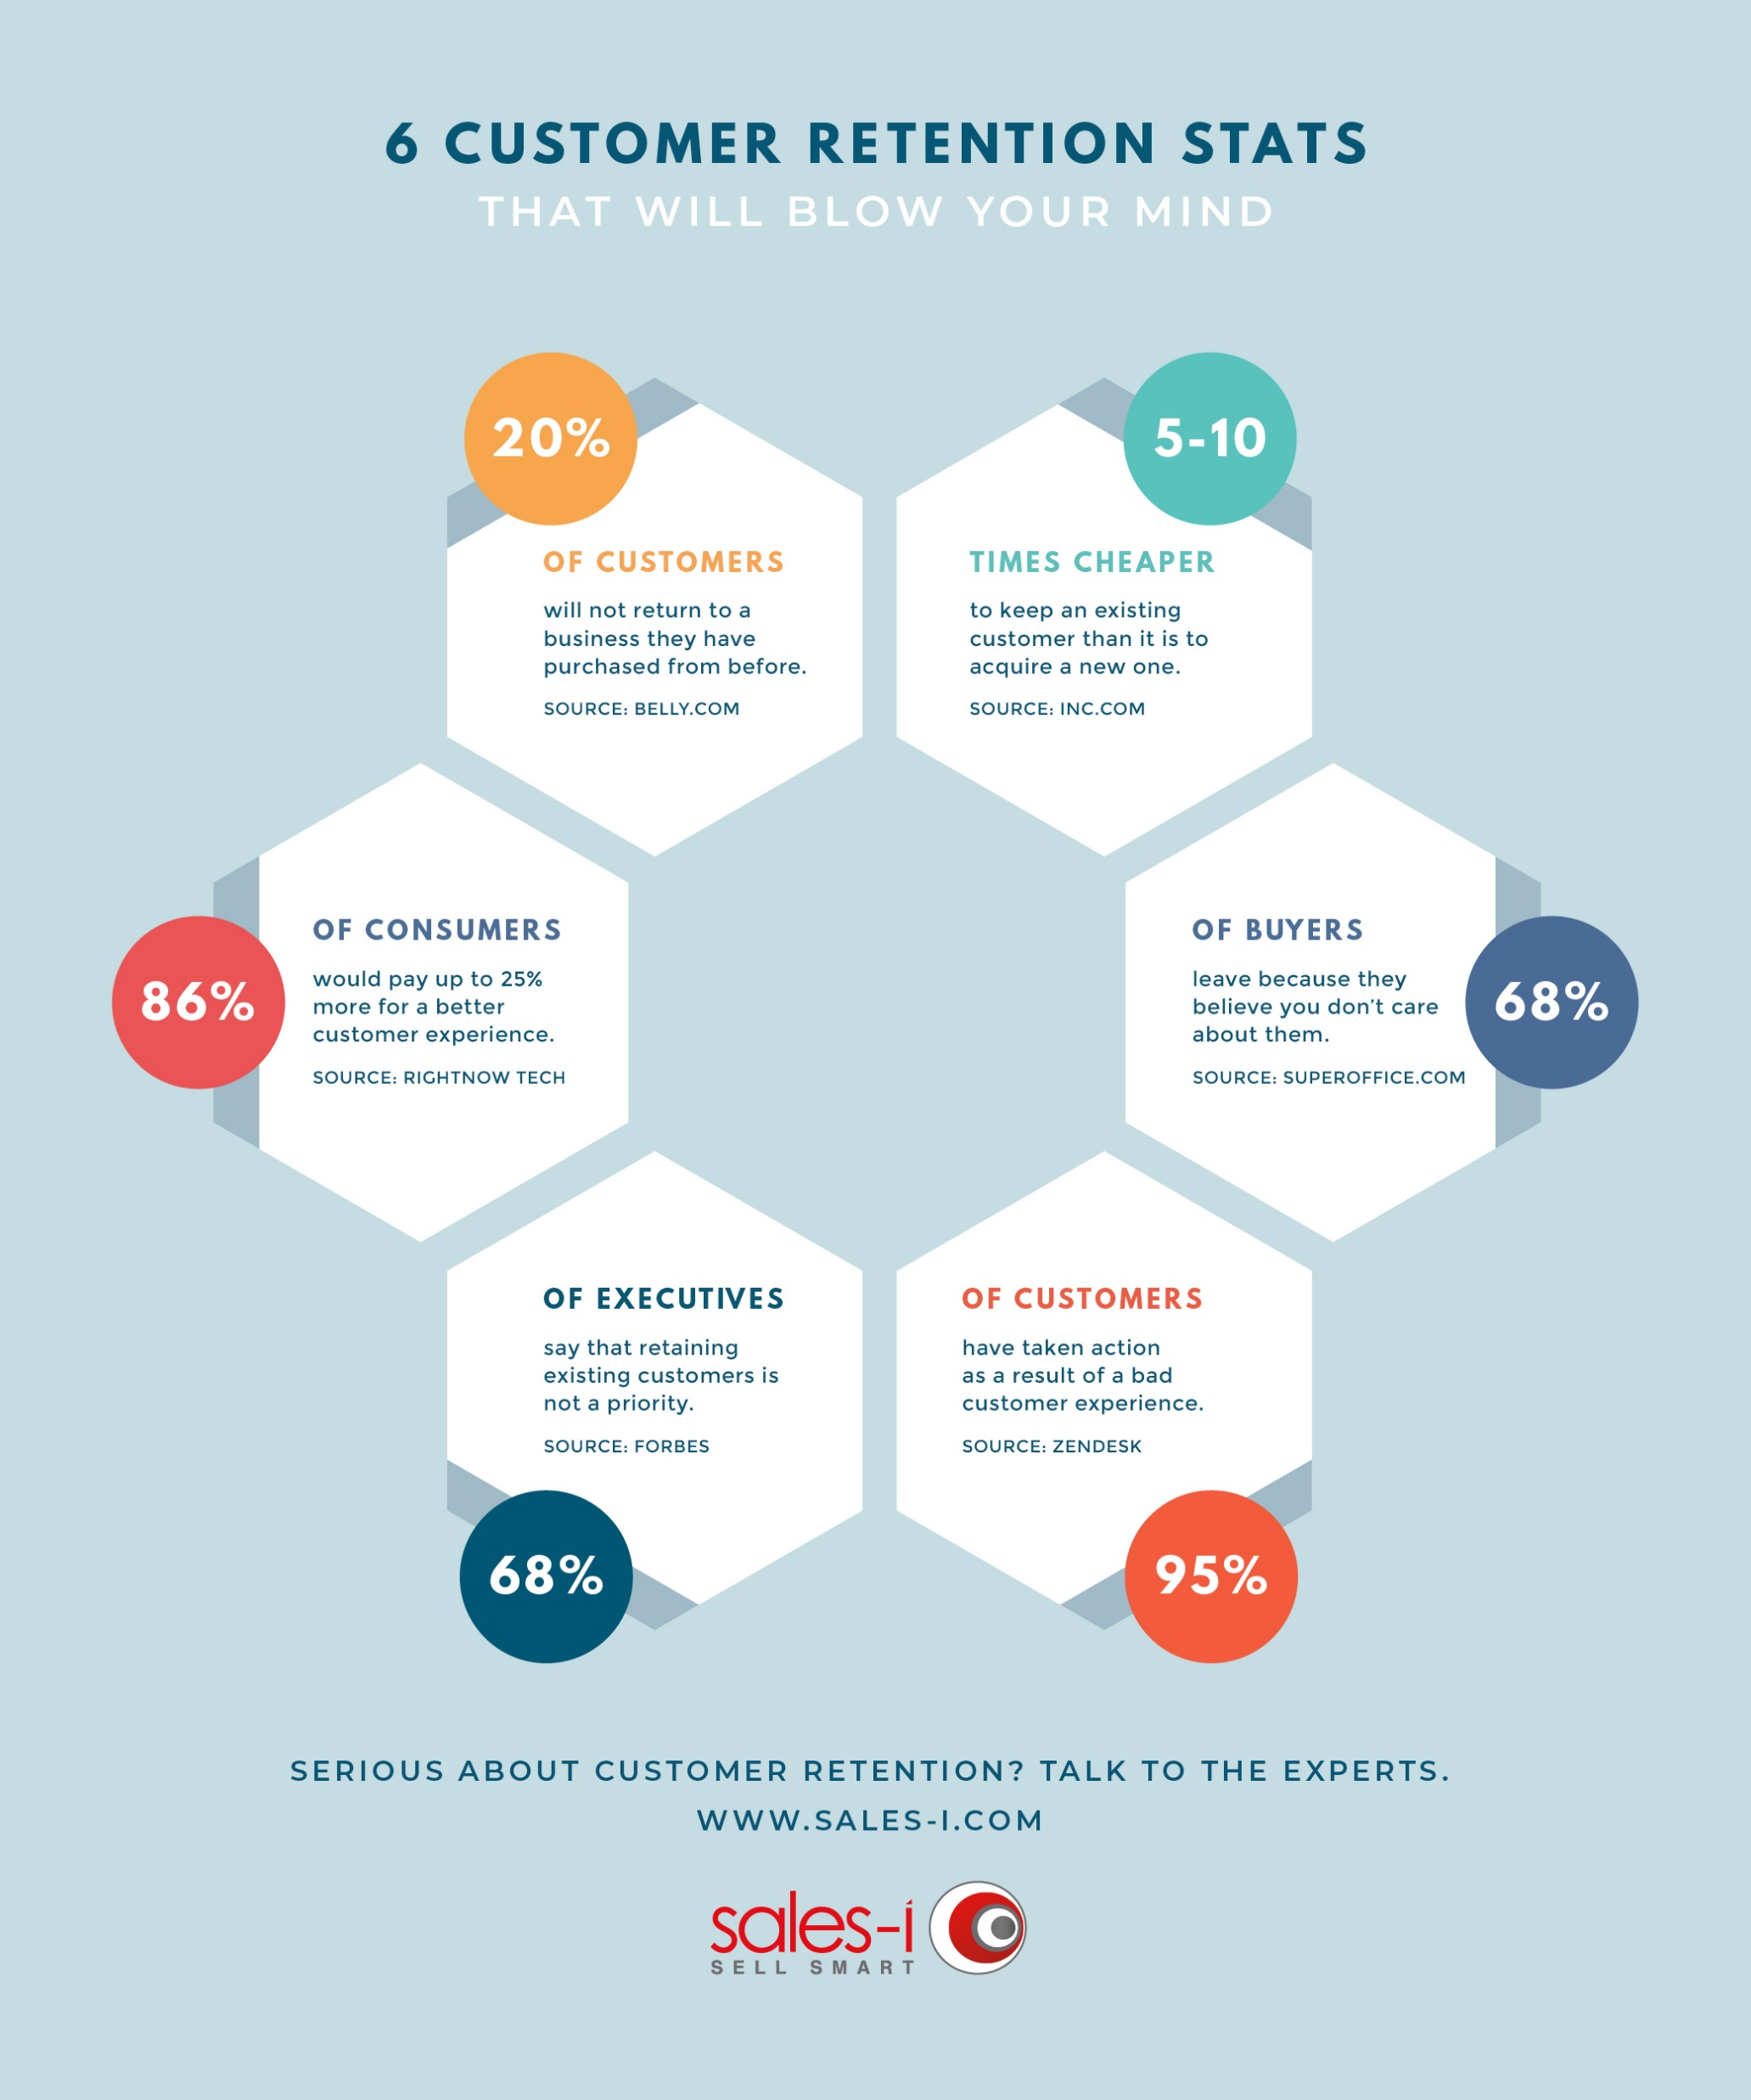 6 CUSTOMER RETENTION STATS
THAT WILL BLOW YOUR MIND
20%
OF CUSTOMERS
will not return to a
business they have
purchased from before.
SOURCE: BELLY.COM
5-10
TIMES CHEAPER
to keep an existing
customer than it is to
acquire a new one.
SOURCE: INC.COM
86%
OF CONSUMERS
would pay up to 25%
more for a better
customer experience.
SOURCE: RIGHTNOW TECH
68%
OF BUYERS
leave because they
believe you don't care
about them.
SOURCE: SUPEROFFICE.COM
OF EXECUTIVES
say that retaining
existing customers is
not a priority.
SOURCE: FORBES
68%
OF CUSTOMERS
have taken action
as a result of a bad
customer experience.
SOURCE: ZENDESK
95%
SERIOUS ABOUT CUSTOMER RETENTION? TALK TO THE EXPERTS.
WWW.SALES-I.COM
sales-i
SELL SMART